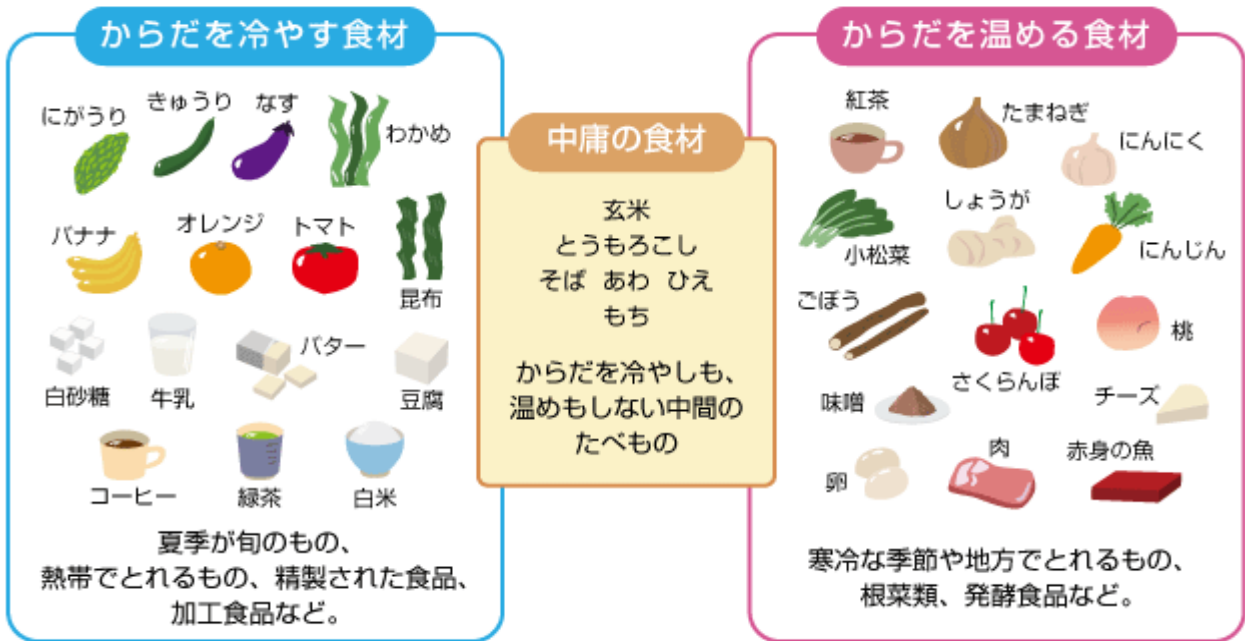 からだを冷やす食材
にがうり
きゅうり
なす
わかめ
バナナ
オレンジ
トマト
昆布
白砂糖
牛乳
バター
豆腐
コーヒー
緑茶
白米
夏季が旬のもの、
熱帯でとれるもの、精製された食品、
加工食品など。
中庸の食材
玄米
とうもろこし
そば あわ ひえ
もち
からだを冷やしも、
温めもしない中間の
たべもの
からだを温める食材
紅茶
たまねぎ
にんにく
小松菜
しょうが
にんじん
ごぼう
さくらんぼ
桃
味噌
チーズ
卵
肉
赤身の魚
寒冷な季節や地方でとれるもの、
根菜類、発酵食品など。